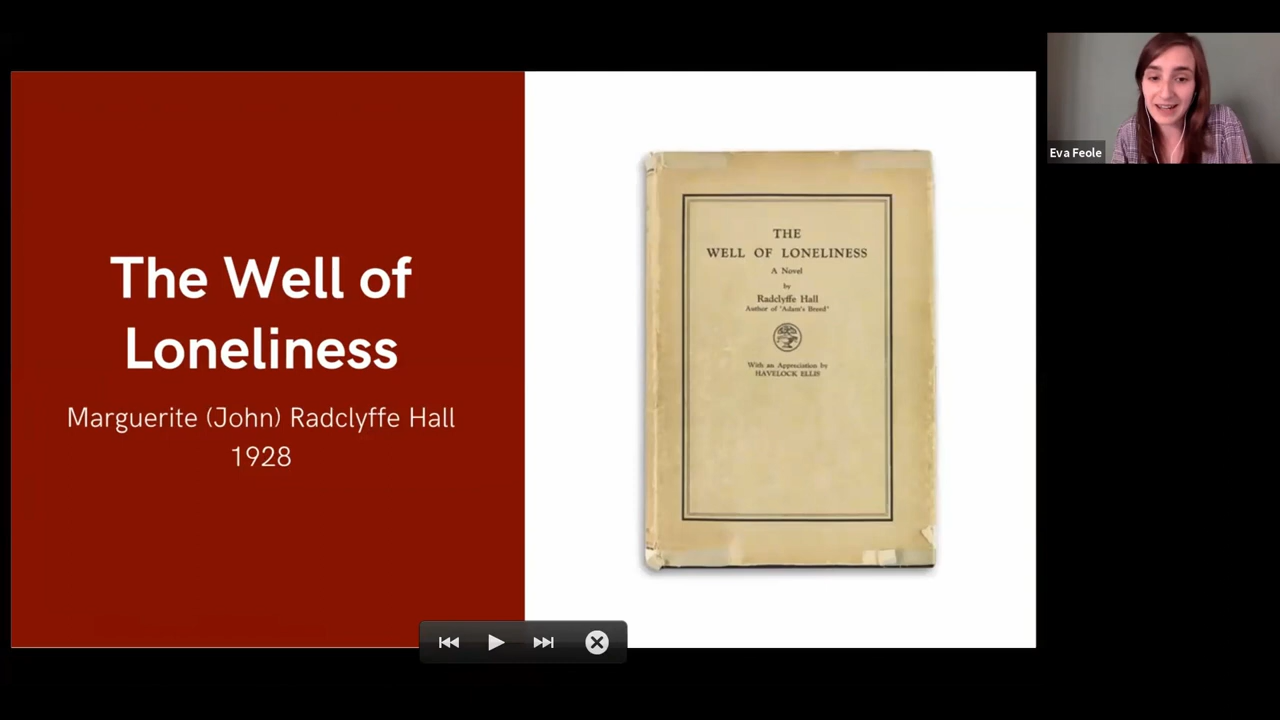 The Well of
Loneliness
Marguerite (John) Radclyffe Hall
1928
THE
WELL OF LONELINESS
A Novel
by
Radclyffe Hall
Author of "Adam's Breed"
With an Appreciation by
HAVELOCK ELLIS
Eva Feole